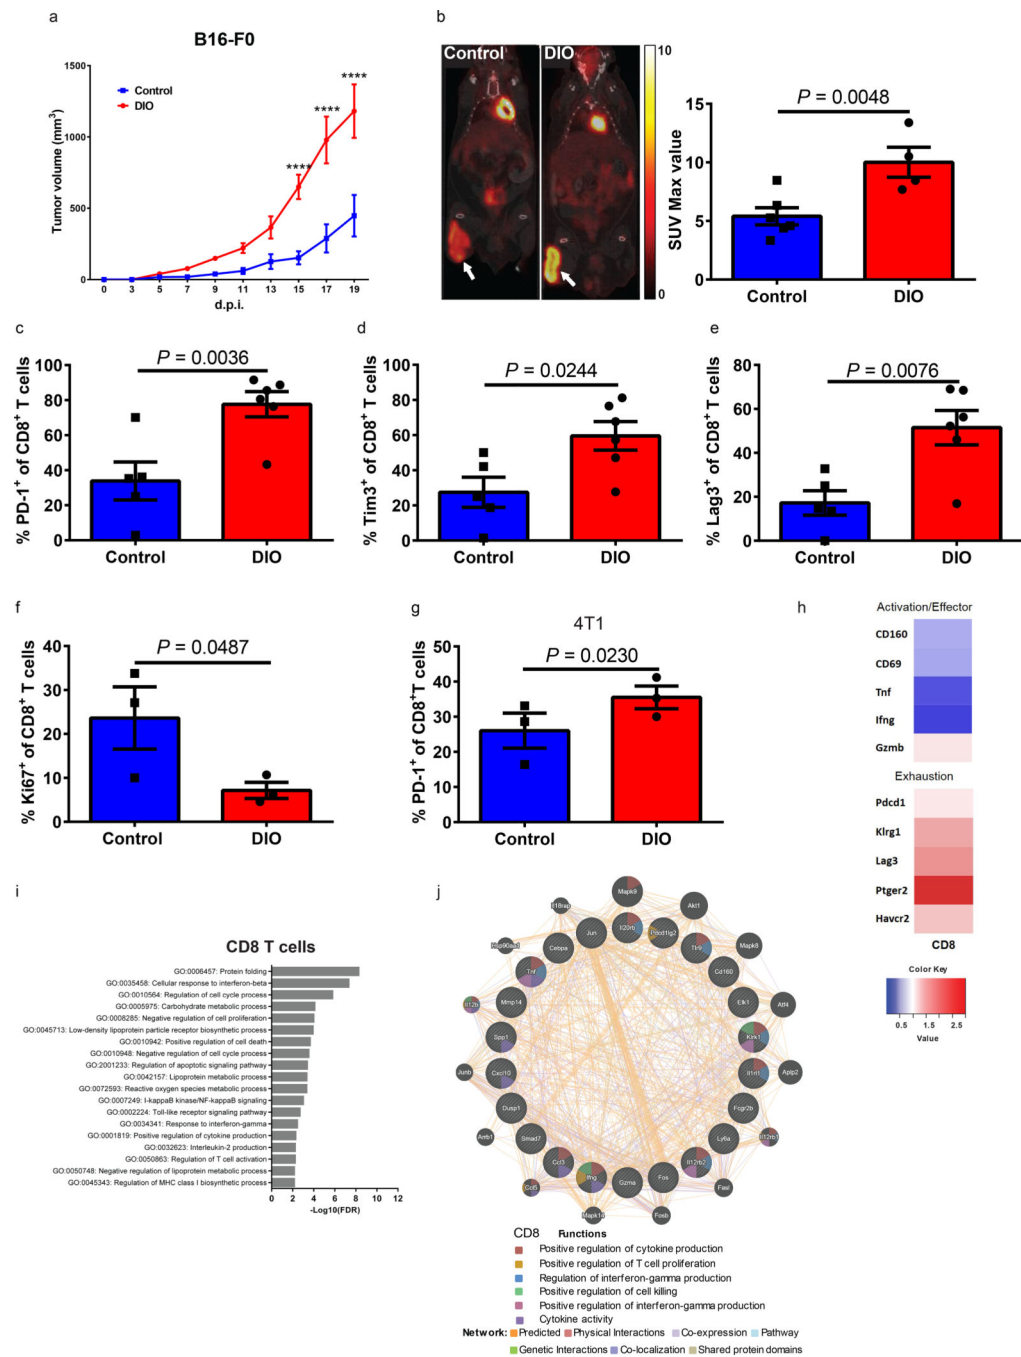 a
B16-F0
1500
1000
500
0
Tumor volume (mm³)
Control
DIO
****
****
****
0 3 5 7 9 11 13 15 17 19
d.p.i.
b
Control
DIO
10
0
P = 0.0048
15
10
5
0
SUV Max value
Control DIO
c
P = 0.0036
100
80
60
40
20
0
% PD-1⁺ of CD8⁺ T cells
Control DIO
d
P = 0.0244
100
80
60
40
20
0
% Tim3⁺ of CD8⁺ T cells
Control DIO
e
P = 0.0076
80
60
40
20
0
% Lag3⁺ of CD8⁺ T cells
Control DIO
f
P = 0.0487
40
30
20
10
0
% Ki67⁺ of CD8⁺ T cells
Control DIO
g
4T1
P = 0.0230
50
40
30
20
10
0
% PD-1⁺ of CD8⁺T cells
Control DIO
h
Activation/Effector
CD160
CD69
Tnf
Ifng
Gzmb
Exhaustion
Pdcd1
Klrg1
Lag3
Ptger2
Havcr2
CD8
Color Key
0.5 1.5 2.5
Value
i
CD8 T cells
GO:0006457: Protein folding
GO:0035458: Cellular response to interferon-beta
GO:0010564: Regulation of cell cycle process
GO:0005975: Carbohydrate metabolic process
GO:0008285: Negative regulation of cell proliferation
GO:0045713: Low-density lipoprotein particle receptor biosynthetic process
GO:0010942: Positive regulation of cell death
GO:0010948: Negative regulation of cell cycle process
GO:2001233: Regulation of apoptotic signaling pathway
GO:0042157: Lipoprotein metabolic process
GO:0072593: Reactive oxygen species metabolic process
GO:0007249: I-kappaB kinase/NF-kappaB signaling
GO:0002224: Toll-like receptor signaling pathway
GO:0034341: Response to interferon-gamma
GO:0001819: Positive regulation of cytokine production
GO:0032623: Interleukin-2 production
GO:0050863: Regulation of T cell activation
GO:0050748: Negative regulation of lipoprotein metabolic process
GO:0045343: Regulation of MHC class I biosynthetic process
0 2 4 6 8 10 12
-Log10(FDR)
j
Mapk9
Il18rap
Akt1
Jun
Il20rb
Pdcd1lg2
Hsp90aa1
Cebpa
Tlr9
Mapk8
Tnf
Cd160
Il12b
Mmp14
Elk1
Atf4
Spp1
Klrk1
Junb
Cxcl10
Il1rl1
Aplp2
Dusp1
Fcgr2b
Arrb1
Smad7
Ly6a
Il12rb1
Ccl3
Il12rb2
Ccl5
Ifng
Gzma
Fos
Fasl
Mapk14
Fosb
CD8 Functions
Positive regulation of cytokine production
Positive regulation of T cell proliferation
Regulation of interferon-gamma production
Positive regulation of cell killing
Positive regulation of interferon-gamma production
Cytokine activity
Network: Predicted Physical Interactions Co-expression Pathway
Genetic Interactions Co-localization Shared protein domains